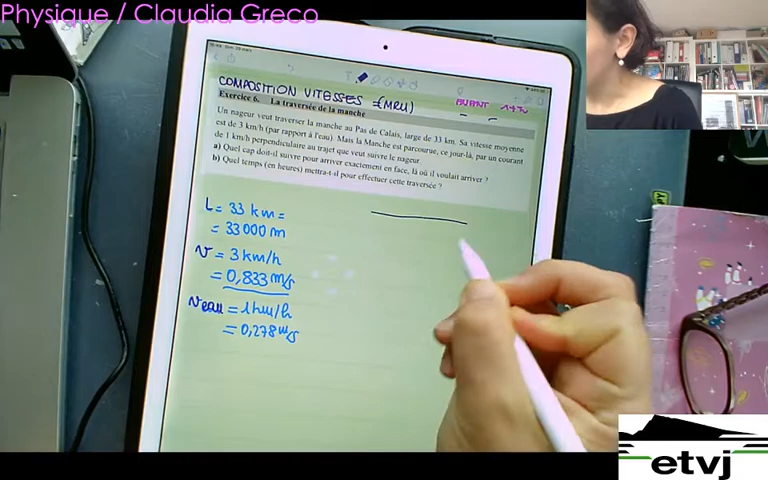 Physique / Claudia Greco
COMPOSITION VITESSES = (MRU)
Exercice 6. La traversée de la manche
Un nageur veut traverser la manche au Pas de Calais, large de 33 km. Sa vitesse moyenne
est de 3 km/h (par rapport à l'eau). Mais la Manche est parcourue, ce jour-là, par un courant
de 1 km/h perpendiculaire au trajet que veut suivre le nageur.
a) Quel cap doit-il suivre pour arriver exactement en face, là où il voulait arriver ?
b) Quel temps (en heures) mettra-t-il pour effectuer cette traversée ?
L = 33 km =
= 33000 m
v = 3 km/h
= 0,833 m/s
v eau = 1 km/h
= 0,278 m/s
etvj